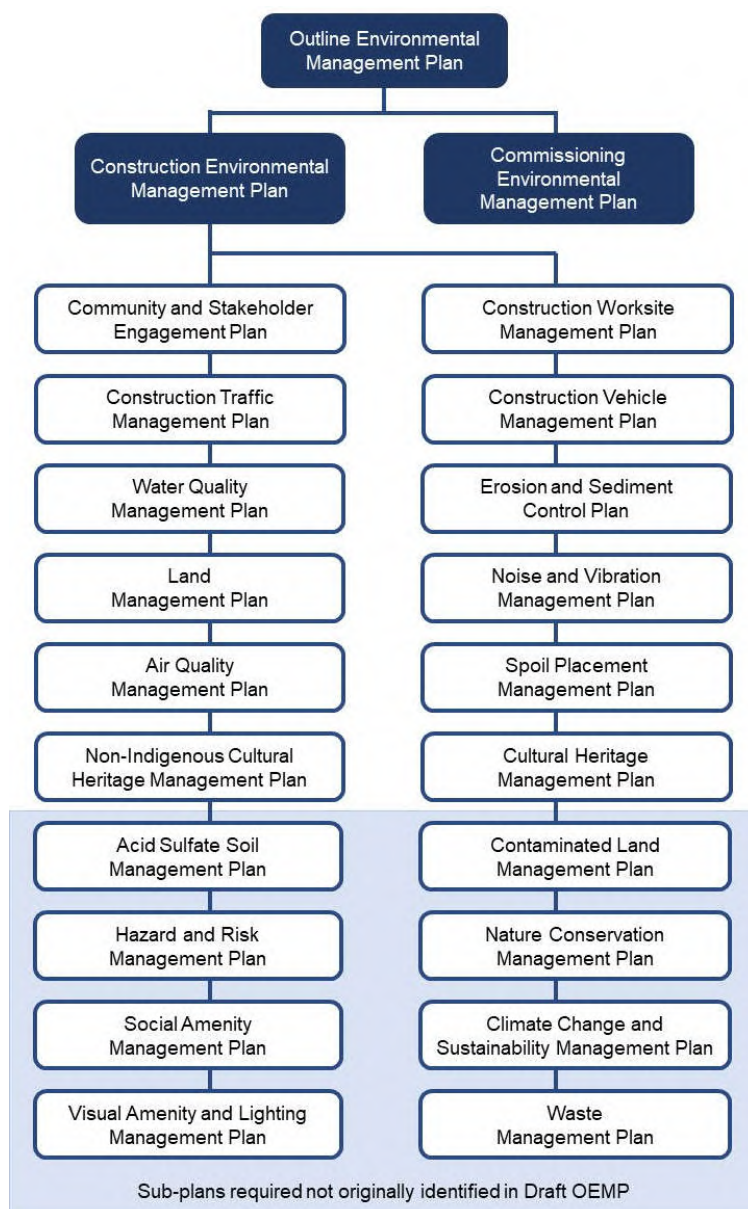 Outline Environmental
Management Plan
Construction Environmental
Management Plan
Commissioning
Environmental
Management Plan
Community and Stakeholder
Engagement Plan
Construction Worksite
Management Plan
Construction Traffic
Management Plan
Construction Vehicle
Management Plan
Water Quality
Management Plan
Erosion and Sediment
Control Plan
Land
Management Plan
Noise and Vibration
Management Plan
Air Quality
Management Plan
Spoil Placement
Management Plan
Non-Indigenous Cultural
Heritage Management Plan
Cultural Heritage
Management Plan
Acid Sulfate Soil
Management Plan
Contaminated Land
Management Plan
Hazard and Risk
Management Plan
Nature Conservation
Management Plan
Social Amenity
Management Plan
Climate Change and
Sustainability Management Plan
Visual Amenity and Lighting
Management Plan
Waste
Management Plan
Sub-plans required not originally identified in Draft OEMP